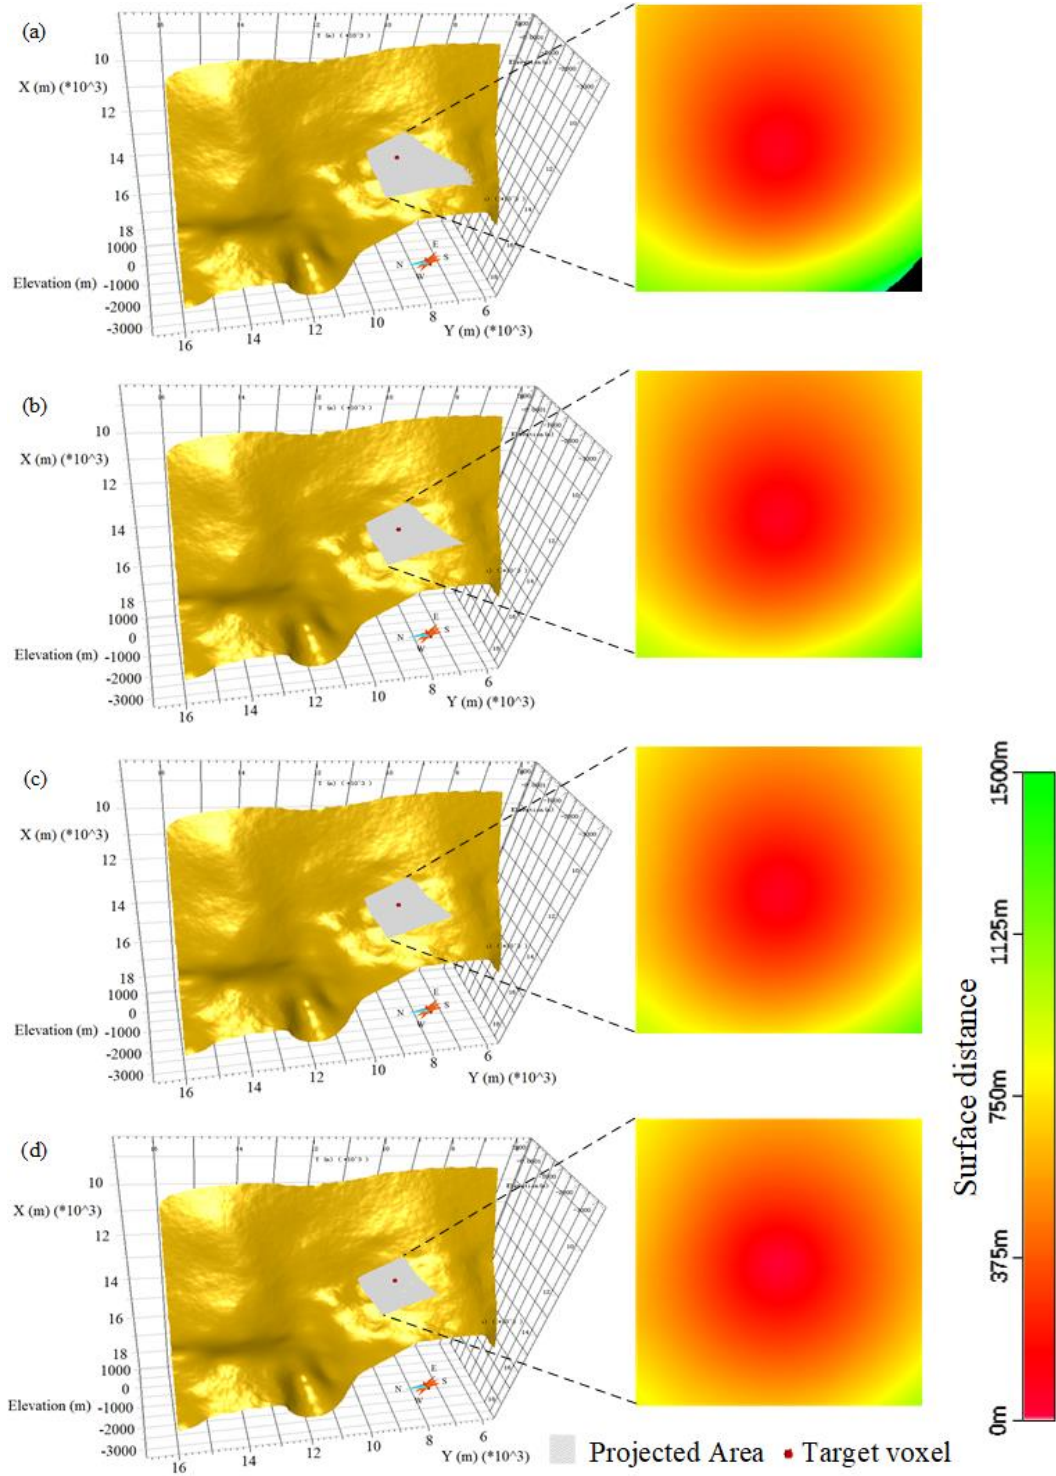 (a)
10
X (m) (*10^3)
12
14
16
18
1000
0
Elevation (m) -1000
-2000
-3000
16
14
12
10
8
6
Y (m) (*10^3)
E
N S
W
(b)
10
X (m) (*10^3)
12
14
16
18
1000
0
Elevation (m) -1000
-2000
-3000
16
14
12
10
8
6
Y (m) (*10^3)
E
N S
W
(c)
10
X (m) (*10^3)
12
14
16
18
1000
0
Elevation (m) -1000
-2000
-3000
16
14
12
10
8
6
Y (m) (*10^3)
E
N S
W
(d)
10
X (m) (*10^3)
12
14
16
18
1000
0
Elevation (m) -1000
-2000
-3000
16
14
12
10
8
6
Y (m) (*10^3)
E
N S
W
Surface distance
1500m
1125m
750m
375m
0m
Projected Area
Target voxel